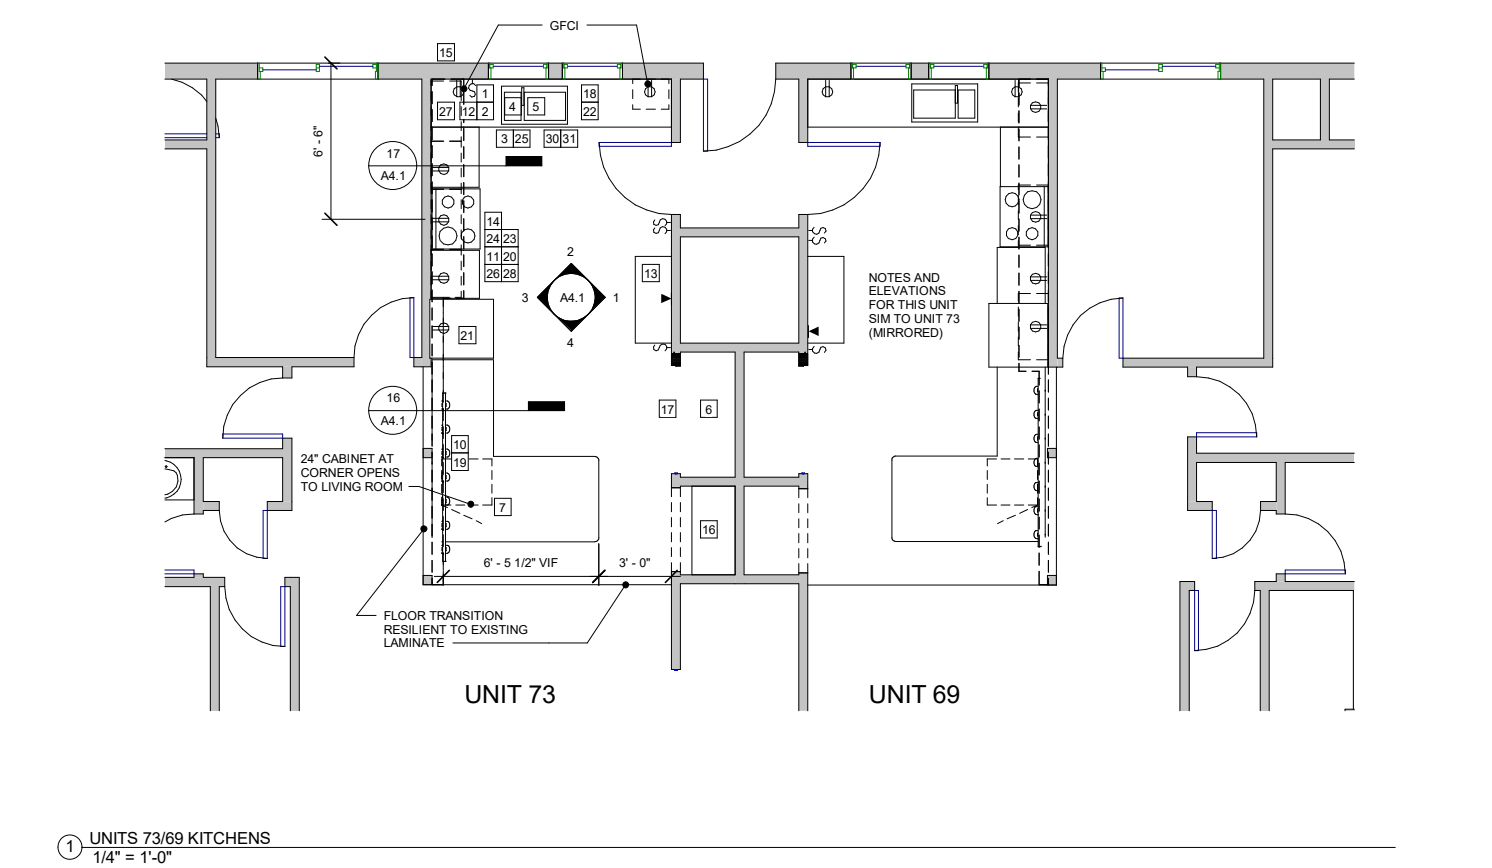 GFCI
15
27
12
1
2
4
5
18
22
3 25
30 31
6' - 6"
17
A4.1
14
24 23
11 20
26 28
13
2
3
A4.1
1
4
NOTES AND
ELEVATIONS
FOR THIS UNIT
SIM TO UNIT 73
(MIRRORED)
21
16
A4.1
17
6
10
19
24" CABINET AT
CORNER OPENS
TO LIVING ROOM
7
16
6' - 5 1/2" VIF
3' - 0"
FLOOR TRANSITION
RESILIENT TO EXISTING
LAMINATE
UNIT 73
UNIT 69
1
UNITS 73/69 KITCHENS
1/4" = 1'-0"